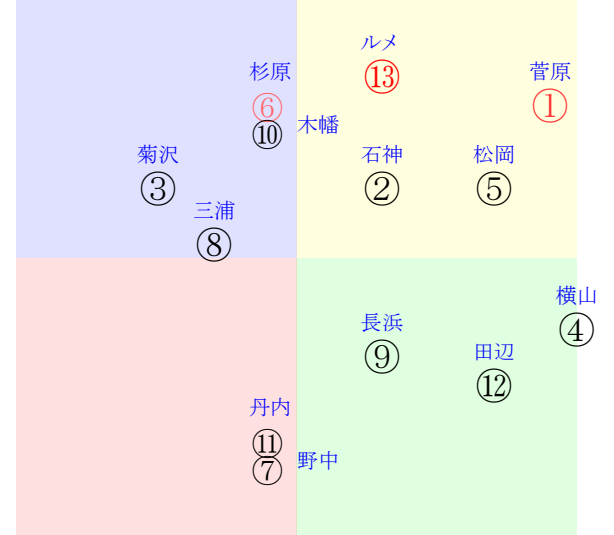 ルメ
⑬
杉原
⑥
菅原
①
⑩
木幡
菊沢
③
石神
②
松岡
⑤
三浦
⑧
横山
④
長浜
⑨
田辺
⑫
丹内
⑪
⑦
野中